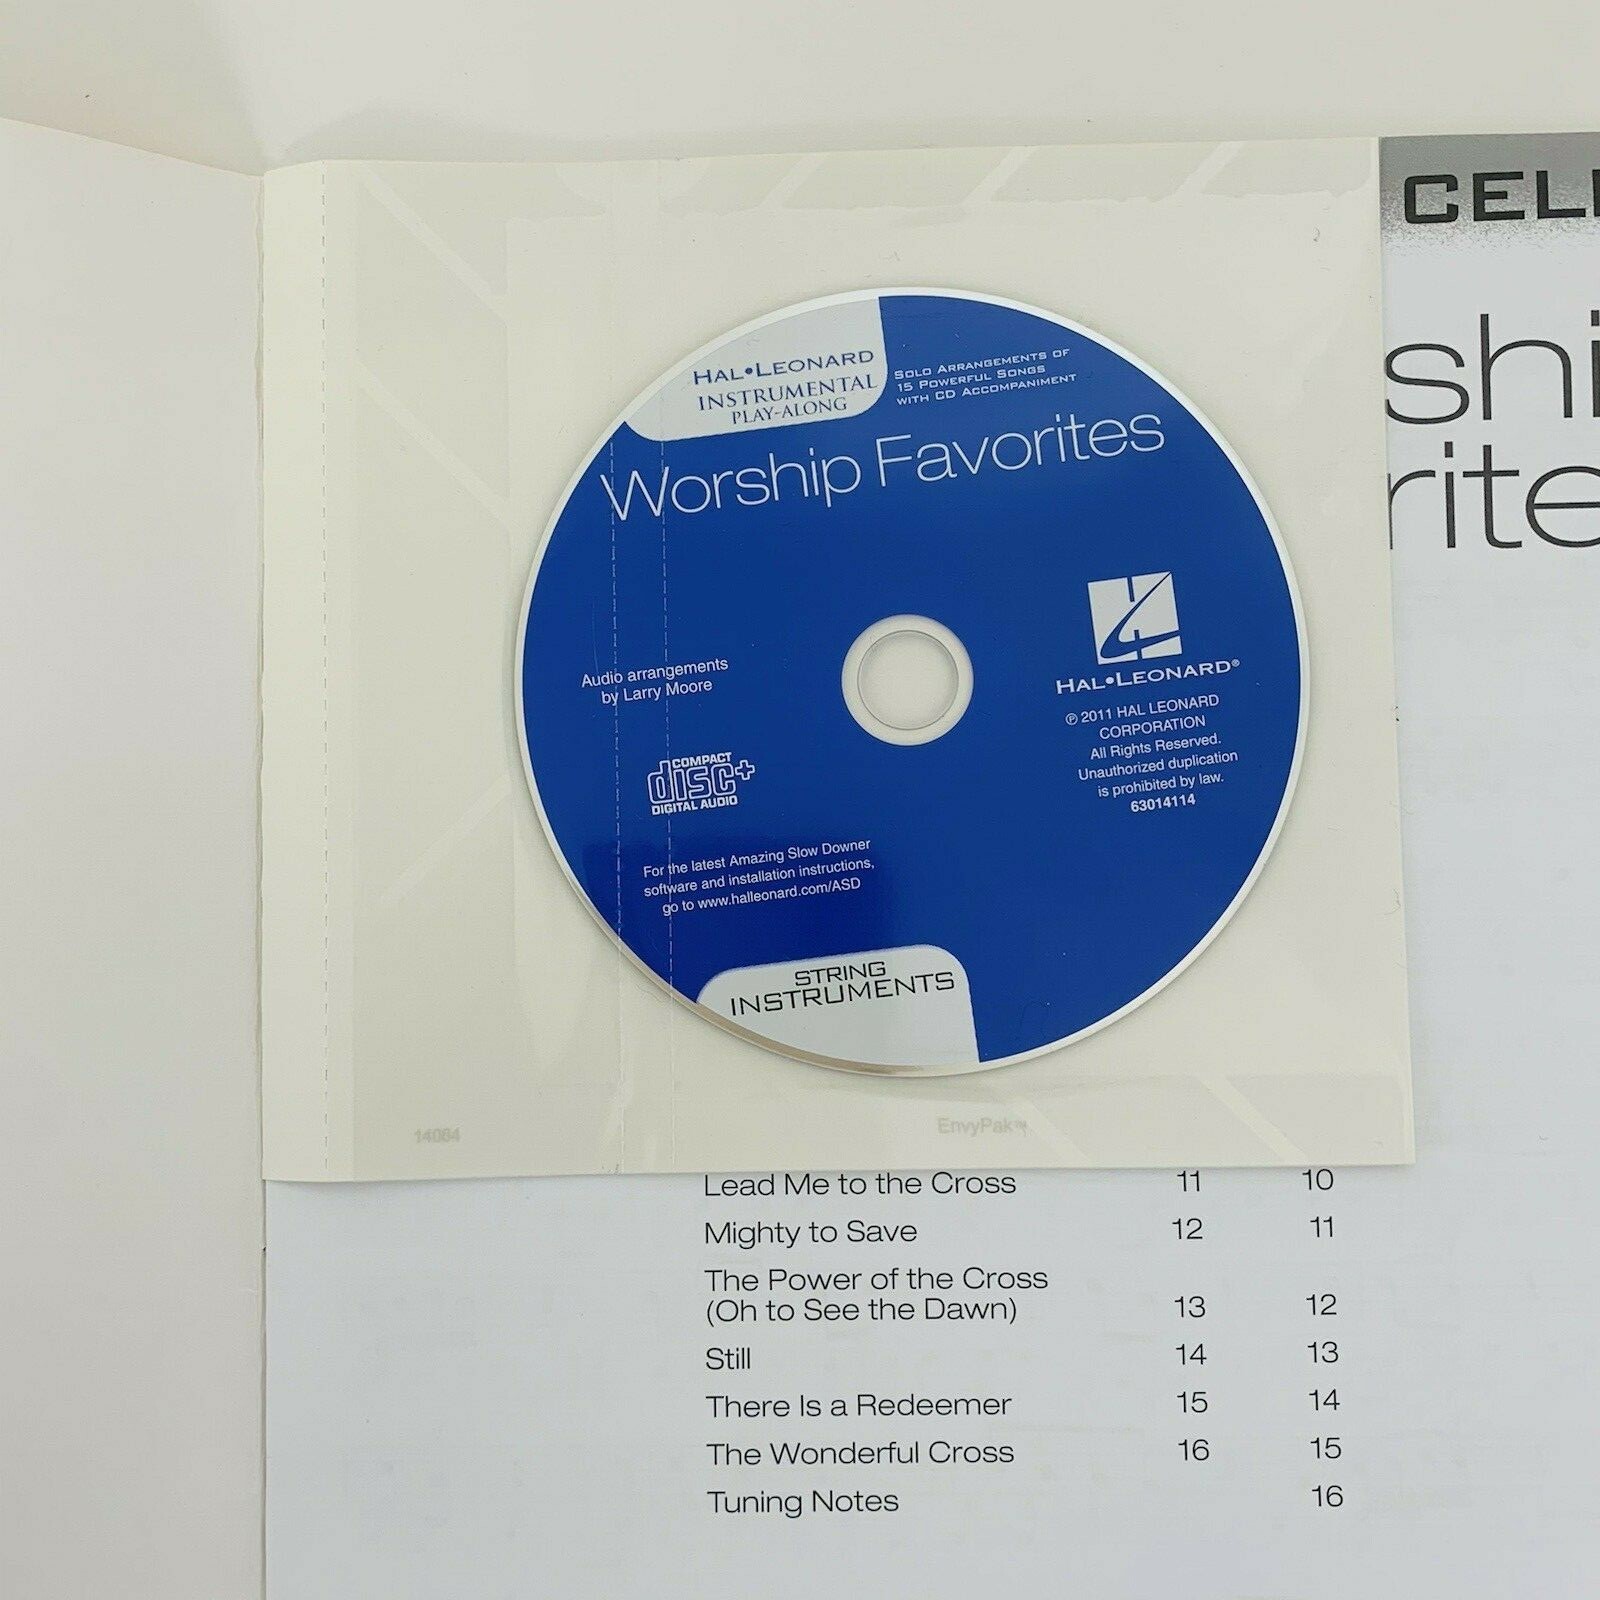 CELL
shi
rite
HAL•LEONARD
INSTRUMENTAL
PLAY-ALONG
SOLO ARRANGEMENTS OF
15 POWERFUL SONGS
WITH CD ACCOMPANIMENT
Worship Favorites
Audio arrangements
by Larry Moore
HAL•LEONARD®
℗ 2011 HAL LEONARD
CORPORATION
All Rights Reserved.
Unauthorized duplication
is prohibited by law.
63014114
COMPACT
disc+
DIGITAL AUDIO
For the latest Amazing Slow Downer
software and installation instructions,
go to www.halleonard.com/ASD
STRING
INSTRUMENTS
14064
EnvyPak™
Lead Me to the Cross 11 10
Mighty to Save 12 11
The Power of the Cross
(Oh to See the Dawn) 13 12
Still 14 13
There Is a Redeemer 15 14
The Wonderful Cross 16 15
Tuning Notes 16